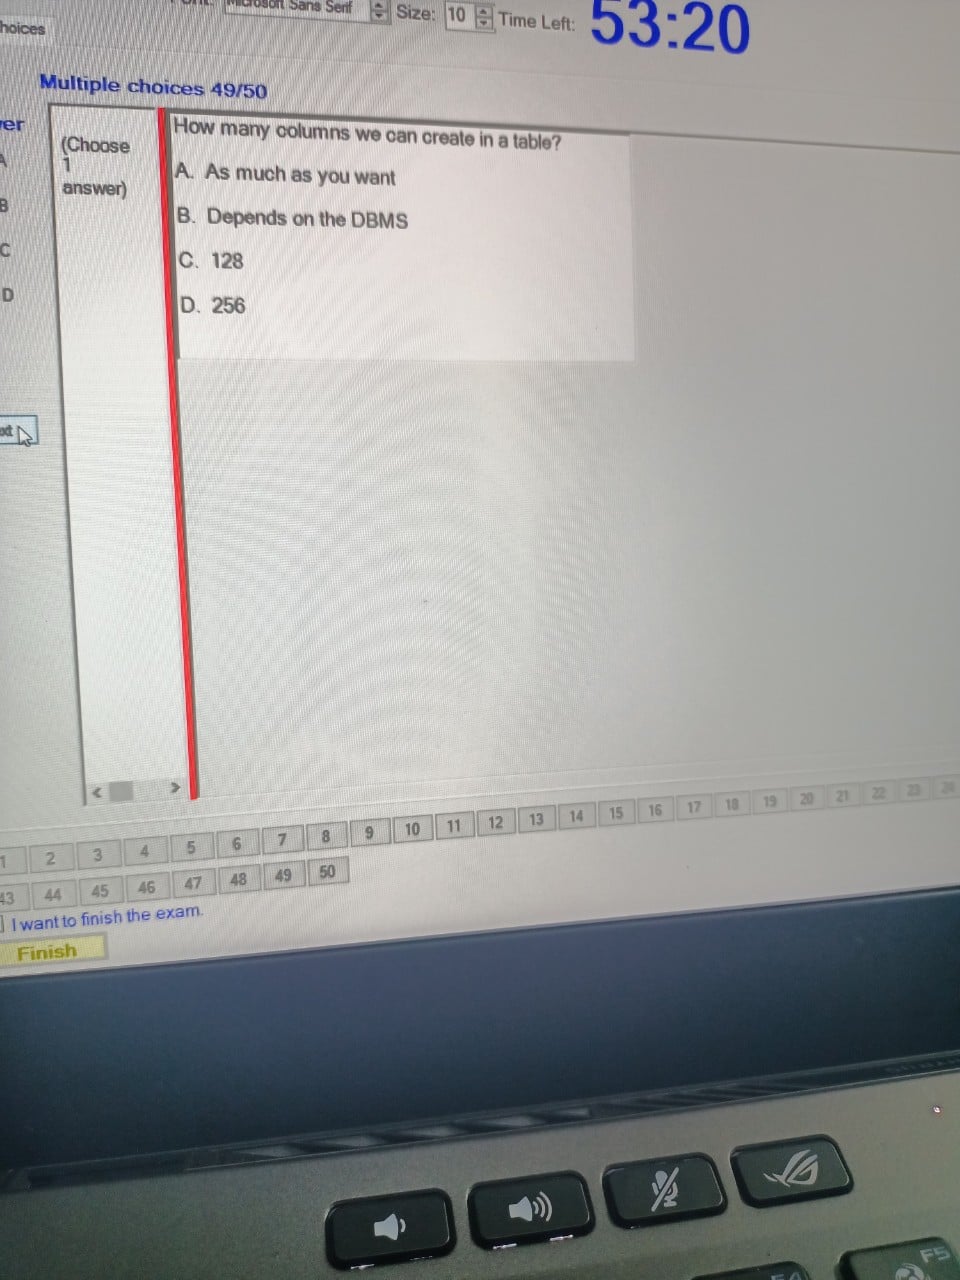 Microsoft Sans Serif Size: 10 Time Left: 53:20
hoices
Multiple choices 49/50
(Choose
1
answer)
How many columns we can create in a table?
A. As much as you want
B. Depends on the DBMS
C. 128
D. 256
A
B
C
D
1 2 3 4 5 6 7 8 9 10 11 12 13 14 15 16 17 18 19 20 21 22 23 24
43 44 45 46 47 48 49 50
I want to finish the exam.
Finish
F5